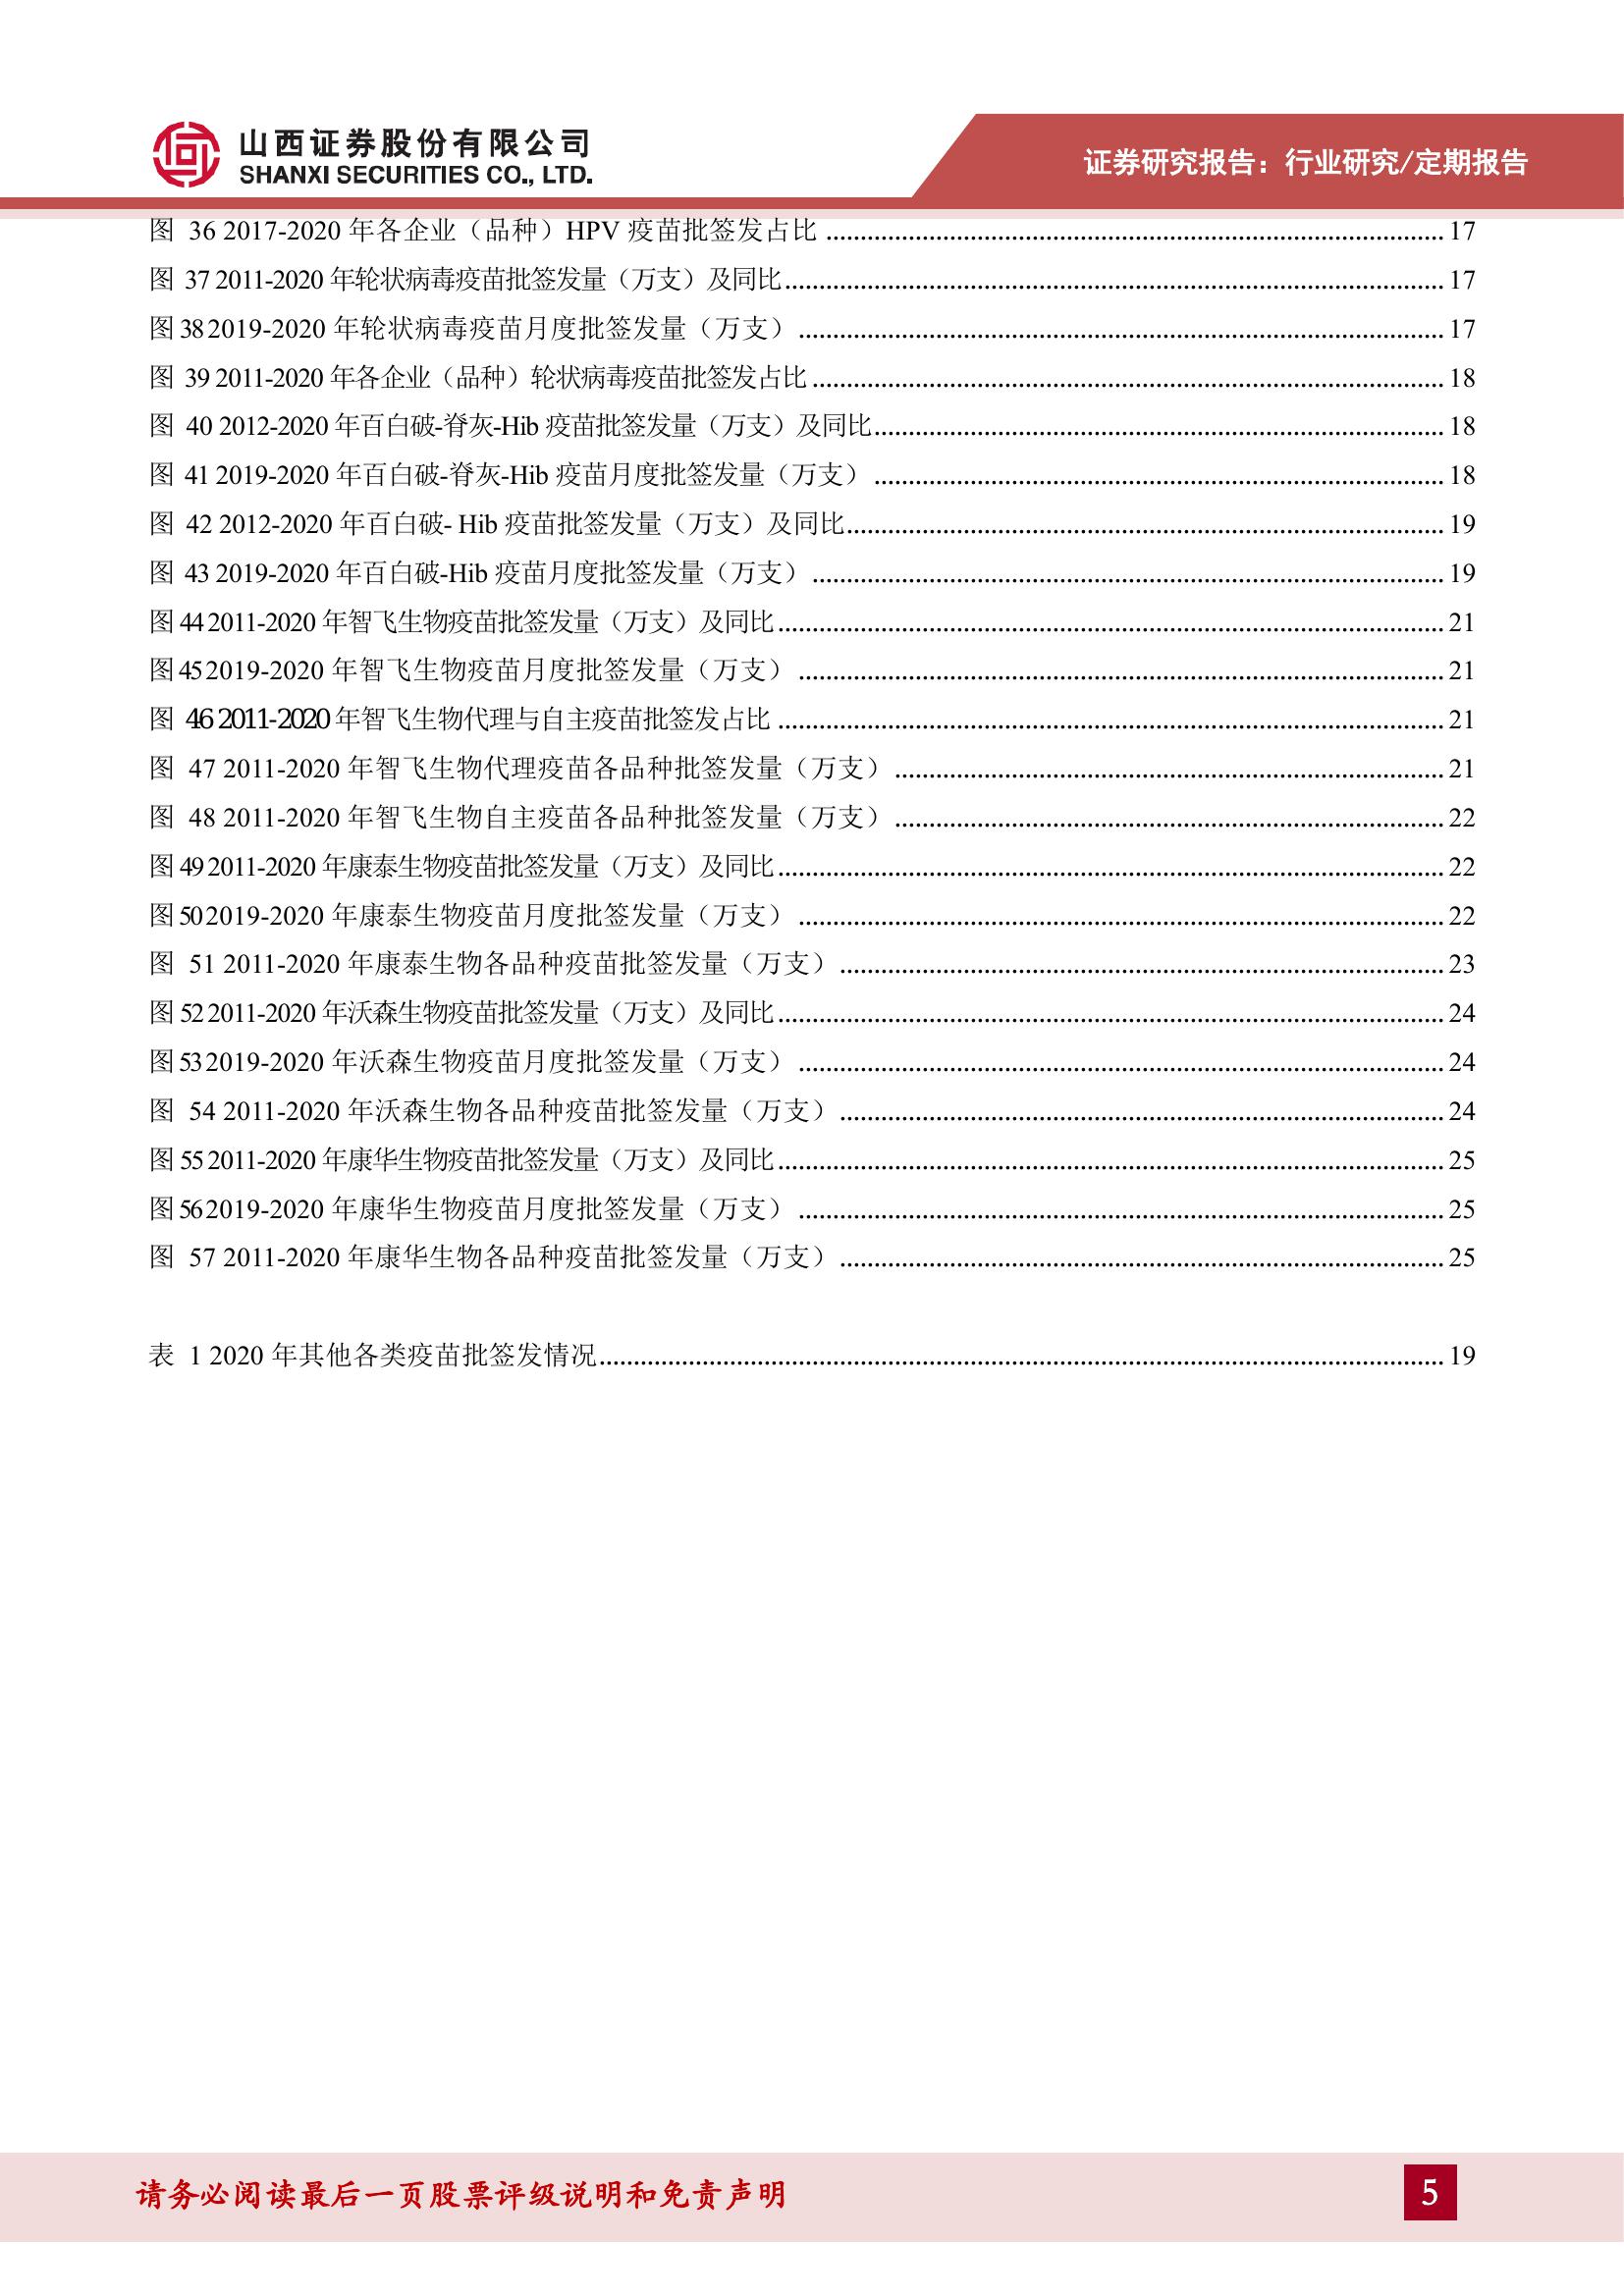 山西证券股份有限公司
SHANXI SECURITIES CO., LTD.
证券研究报告：行业研究/定期报告
图 36 2017-2020 年各企业（品种）HPV 疫苗批签发占比 .......... 17
图 37 2011-2020 年轮状病毒疫苗批签发量（万支）及同比.......... 17
图 38 2019-2020 年轮状病毒疫苗月度批签发量（万支） .......... 17
图 39 2011-2020 年各企业（品种）轮状病毒疫苗批签发占比 .......... 18
图 40 2012-2020 年百白破-脊灰-Hib 疫苗批签发量（万支）及同比.......... 18
图 41 2019-2020 年百白破-脊灰-Hib 疫苗月度批签发量（万支） .......... 18
图 42 2012-2020 年百白破- Hib 疫苗批签发量（万支）及同比.......... 19
图 43 2019-2020 年百白破-Hib 疫苗月度批签发量（万支） .......... 19
图 44 2011-2020 年智飞生物疫苗批签发量（万支）及同比.......... 21
图 45 2019-2020 年智飞生物疫苗月度批签发量（万支） .......... 21
图 46 2011-2020 年智飞生物代理与自主疫苗批签发占比 .......... 21
图 47 2011-2020 年智飞生物代理疫苗各品种批签发量（万支） .......... 21
图 48 2011-2020 年智飞生物自主疫苗各品种批签发量（万支） .......... 22
图 49 2011-2020 年康泰生物疫苗批签发量（万支）及同比.......... 22
图 50 2019-2020 年康泰生物疫苗月度批签发量（万支） .......... 22
图 51 2011-2020 年康泰生物各品种疫苗批签发量（万支） .......... 23
图 52 2011-2020 年沃森生物疫苗批签发量（万支）及同比.......... 24
图 53 2019-2020 年沃森生物疫苗月度批签发量（万支） .......... 24
图 54 2011-2020 年沃森生物各品种疫苗批签发量（万支） .......... 24
图 55 2011-2020 年康华生物疫苗批签发量（万支）及同比.......... 25
图 56 2019-2020 年康华生物疫苗月度批签发量（万支） .......... 25
图 57 2011-2020 年康华生物各品种疫苗批签发量（万支） .......... 25
表 1 2020 年其他各类疫苗批签发情况.......... 19
请务必阅读最后一页股票评级说明和免责声明
5